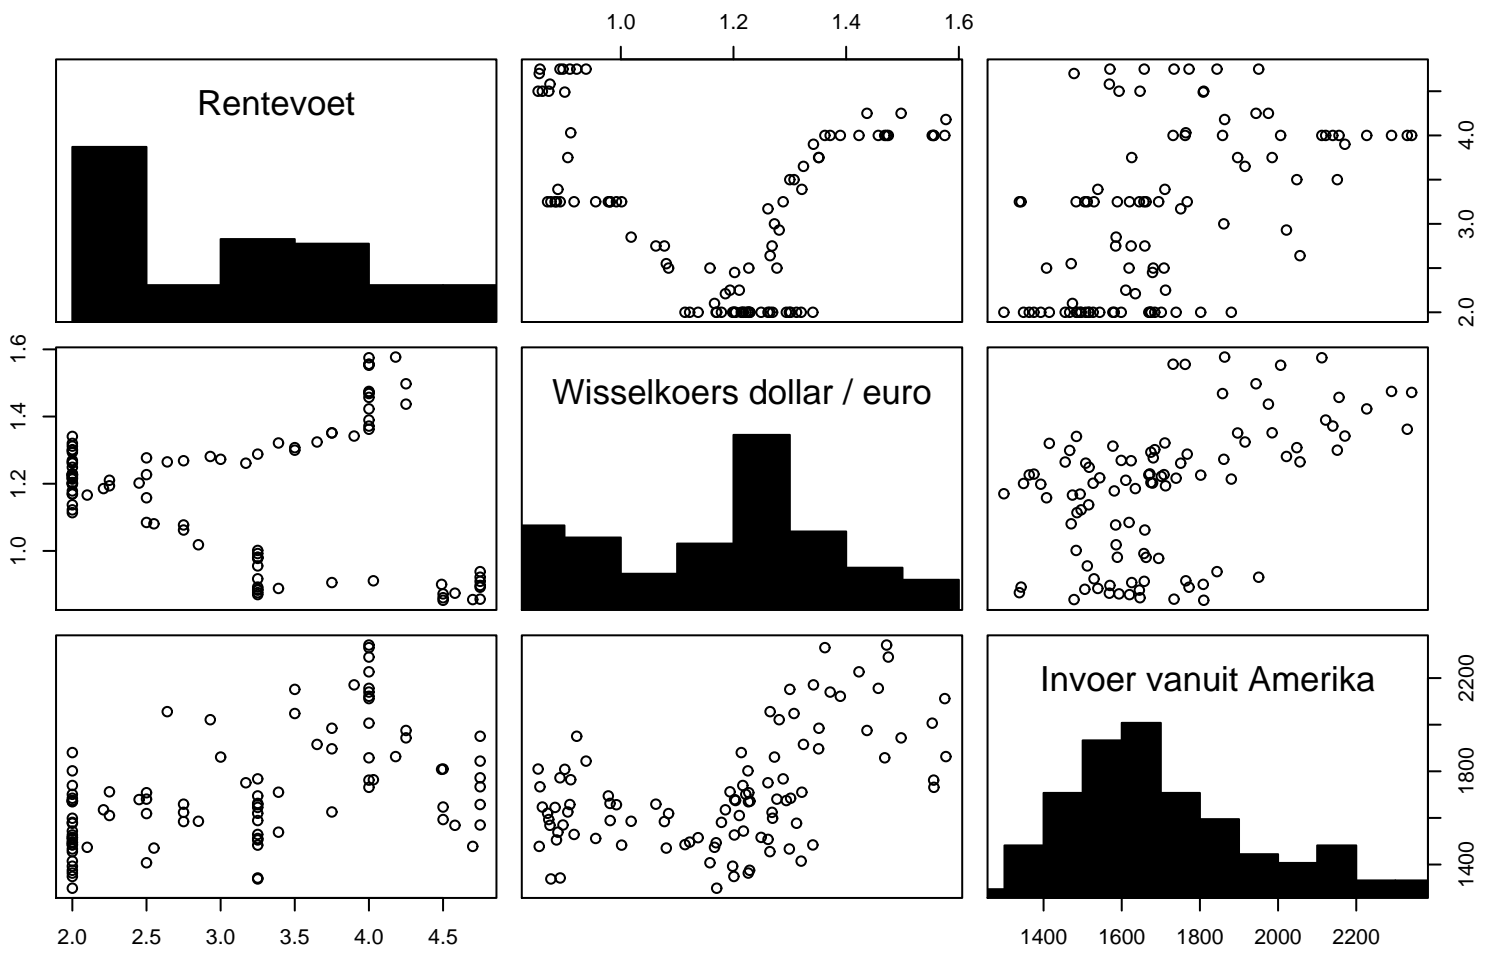 1.0 1.2 1.4 1.6
Rentevoet
2.0 3.0 4.0
Wisselkoers dollar / euro
1.0 1.2 1.4 1.6
Invoer vanuit Amerika
1400 1800 2200
2.0 2.5 3.0 3.5 4.0 4.5
1400 1600 1800 2000 2200